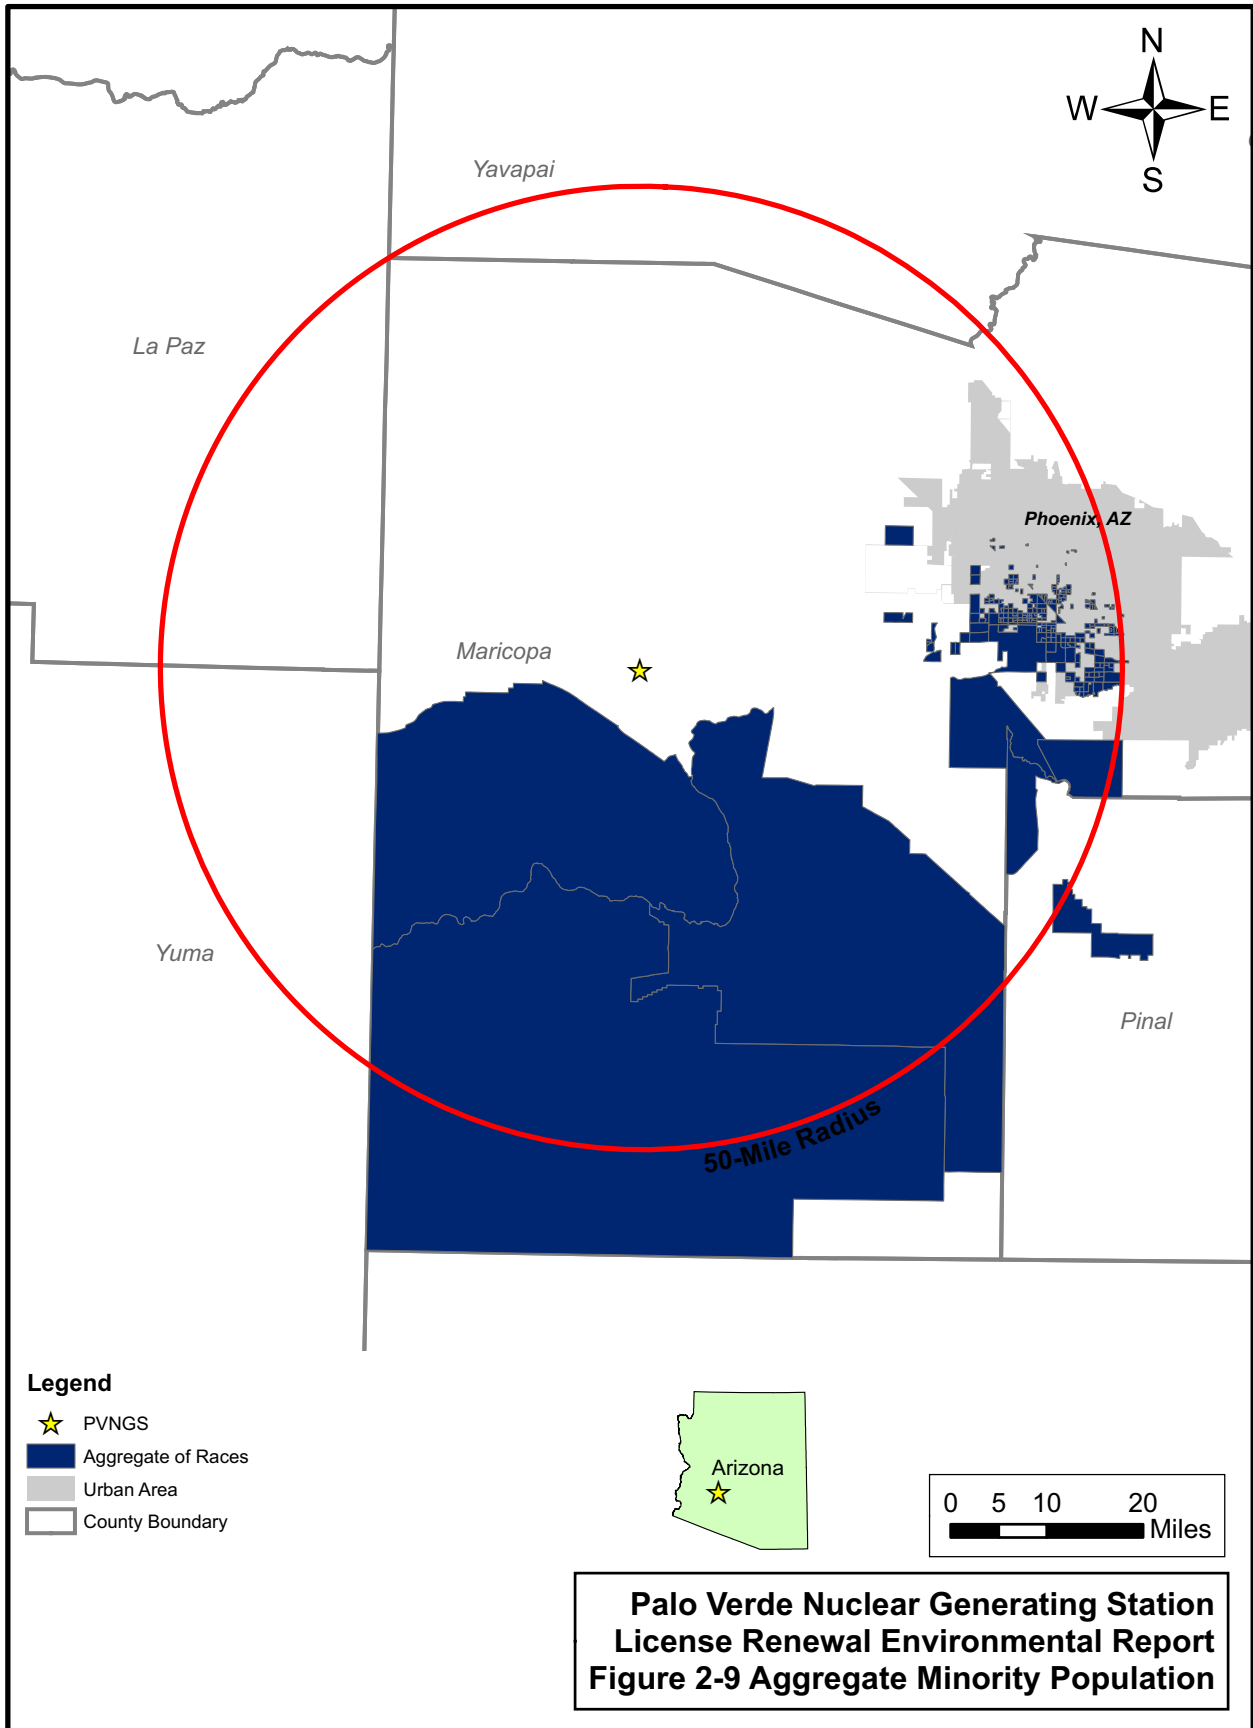 N
W E
S
Yavapai
La Paz
Phoenix, AZ
Maricopa
Yuma
Pinal
50-Mile Radius
Legend
PVNGS
Aggregate of Races
Urban Area
County Boundary
Arizona
0 5 10 20
Miles
Palo Verde Nuclear Generating Station
License Renewal Environmental Report
Figure 2-9 Aggregate Minority Population